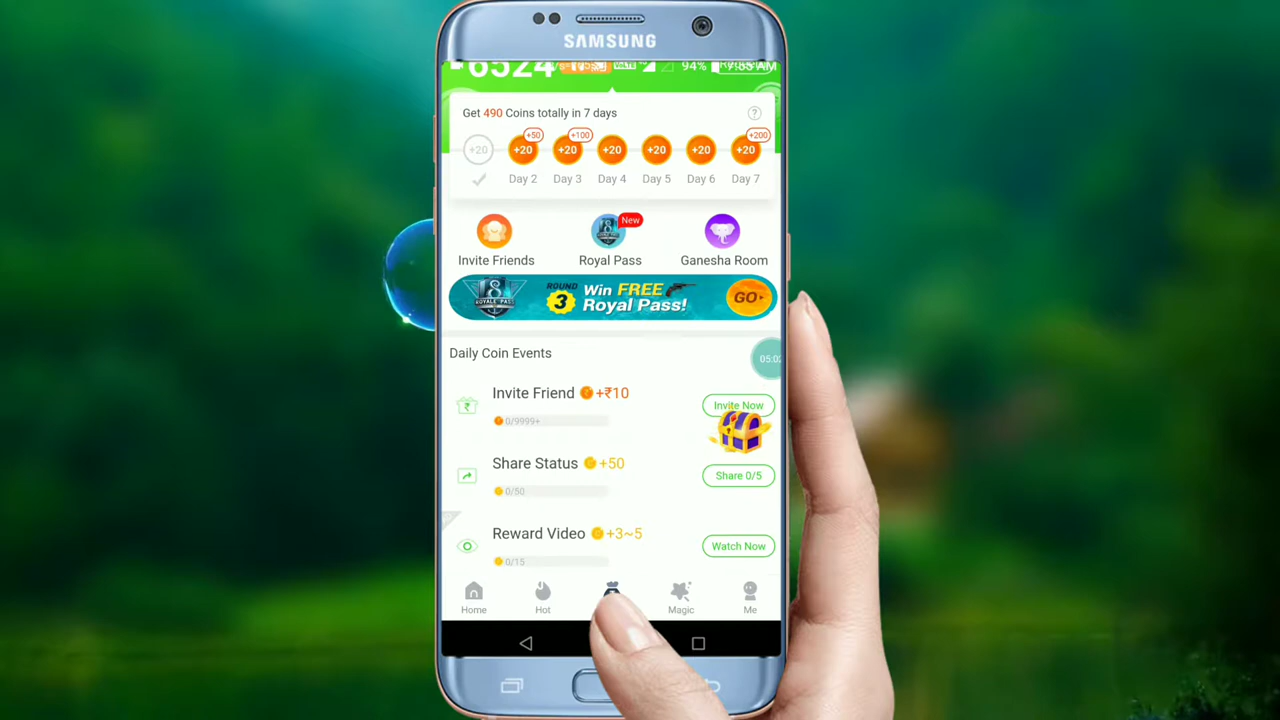 SAMSUNG
6524
94%
Get 490 Coins totally in 7 days
?
+50
+100
+200
+20
+20
+20
+20
+20
+20
+20
Day 2
Day 3
Day 4
Day 5
Day 6
Day 7
New
Invite Friends
Royal Pass
Ganesha Room
8
ROYALE PASS
ROUND
3
Win FREE
Royal Pass!
GO
Daily Coin Events
05:02
Invite Friend +₹10
Invite Now
0/9999+
Share Status +50
Share 0/5
0/50
Reward Video +3~5
Watch Now
0/15
Home
Hot
Magic
Me